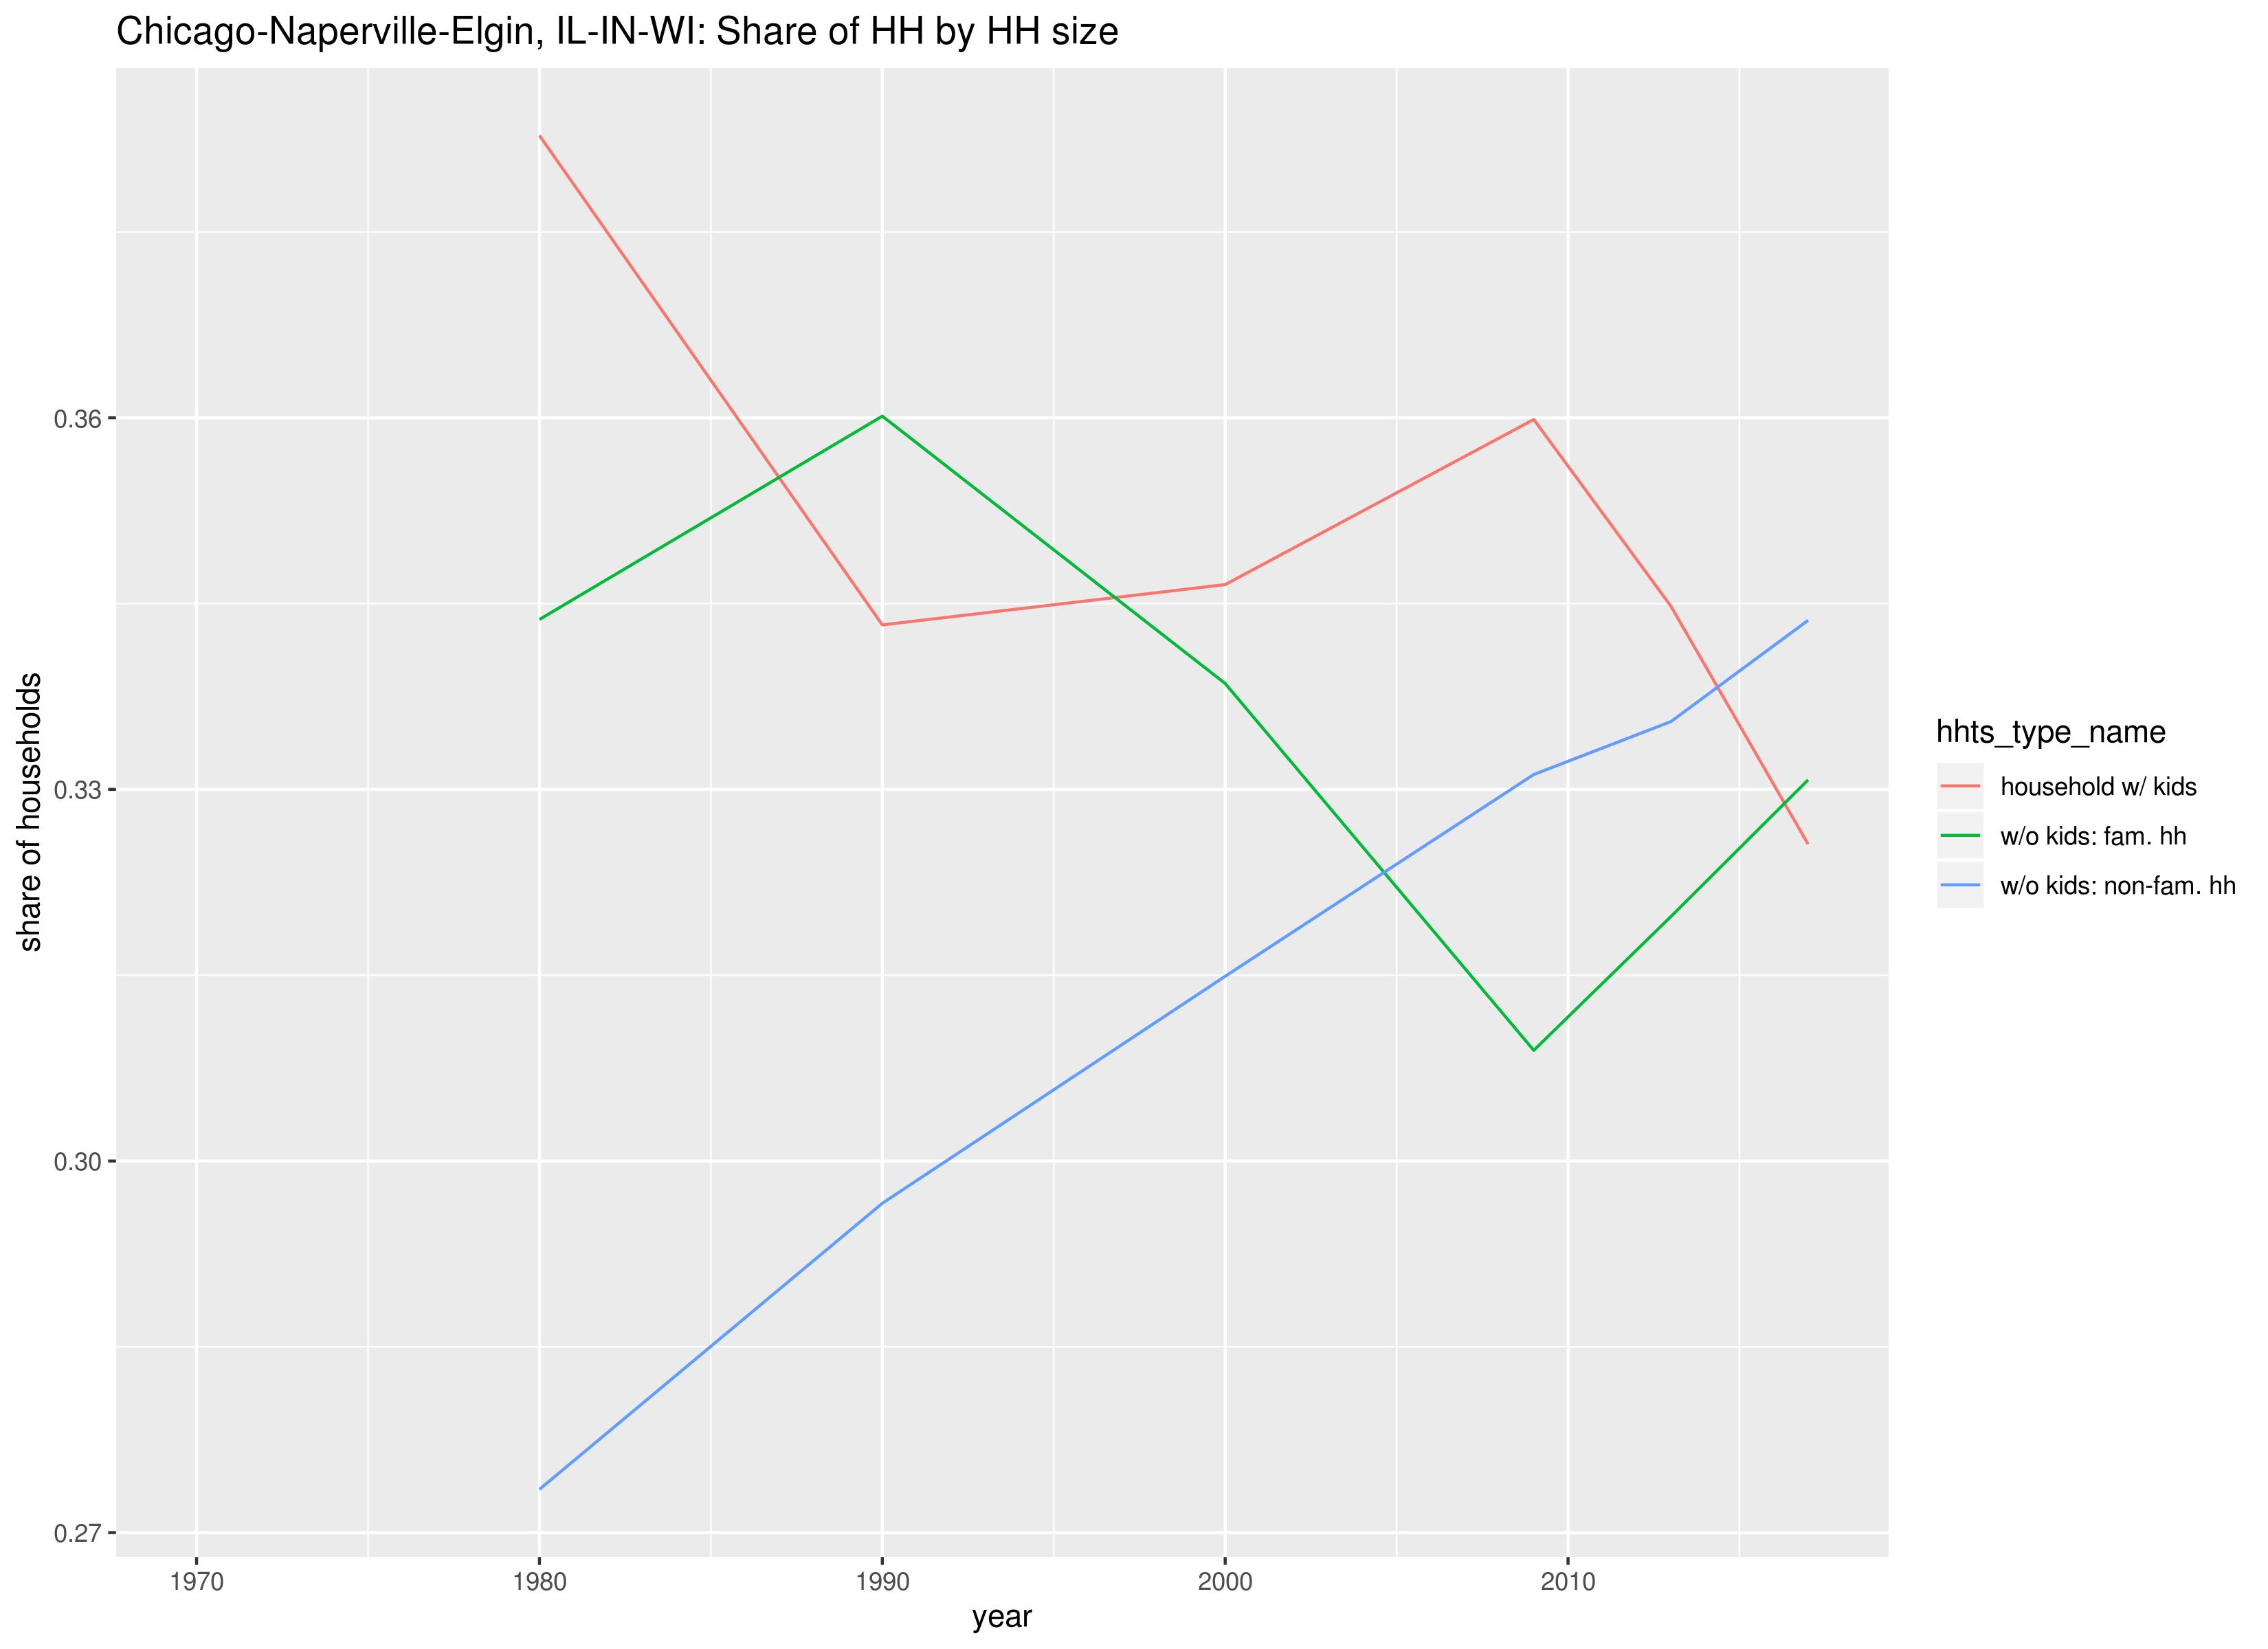 Chicago-Naperville-Elgin, IL-IN-WI: Share of HH by HH size
share of households
0.36
0.33
0.30
0.27
1970 1980 1990 2000 2010
year
hhts_type_name
household w/ kids
w/o kids: fam. hh
w/o kids: non-fam. hh